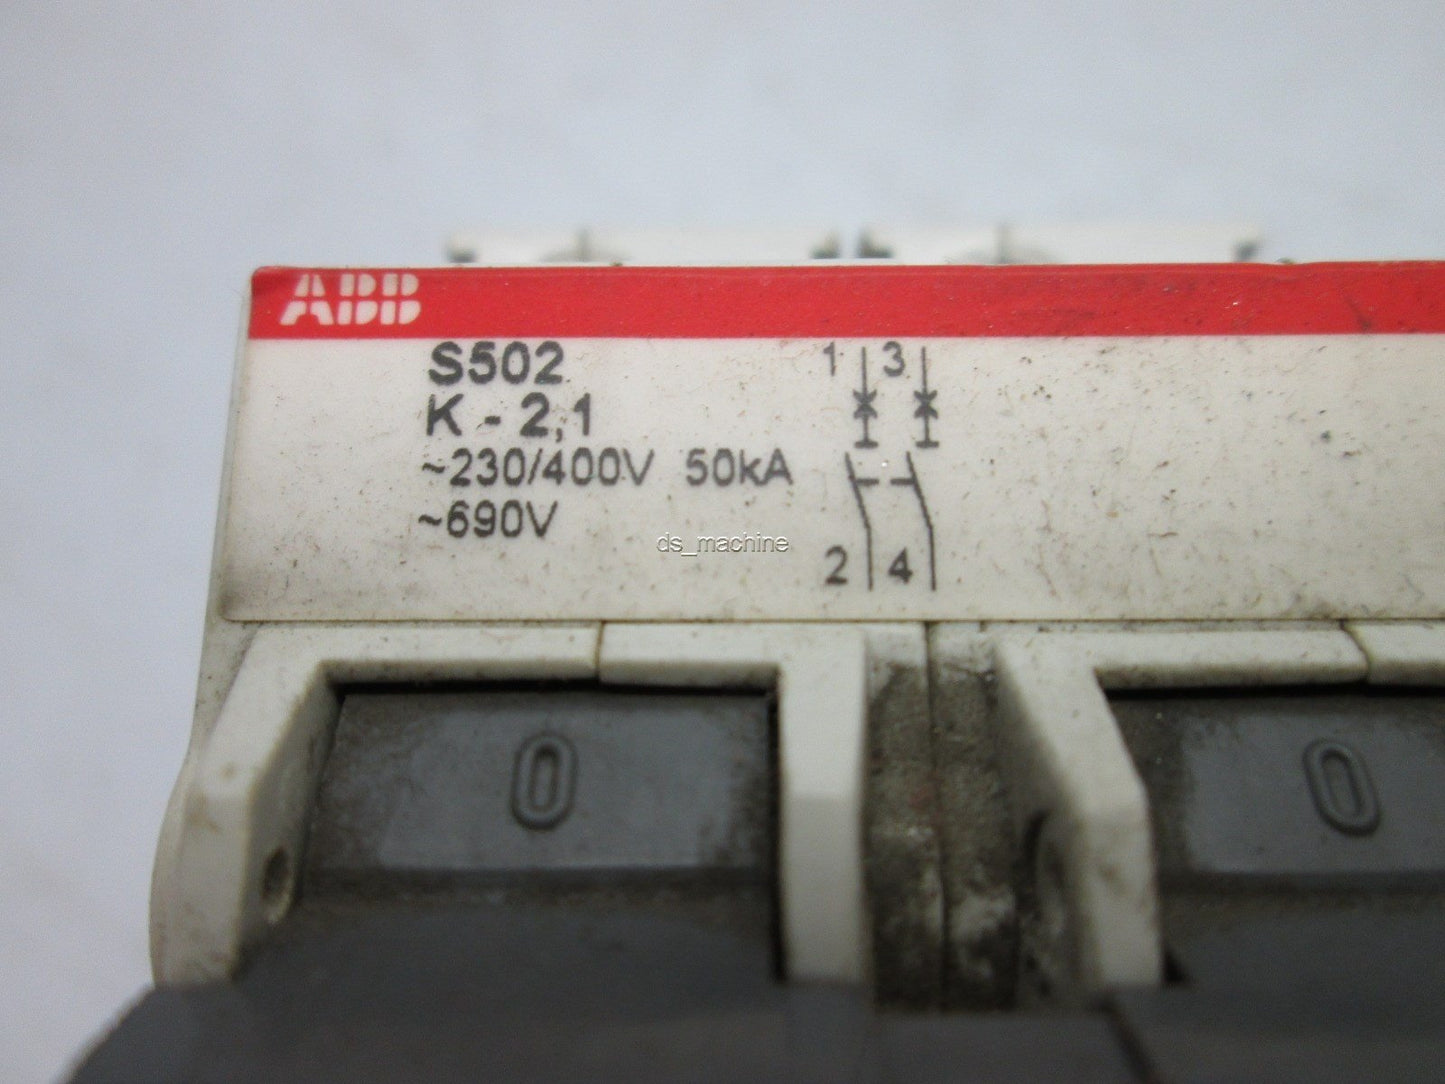 ABB
S502
K - 2,1
~230/400V 50kA
~690V
1 3
2 4
ds_machine
0 0